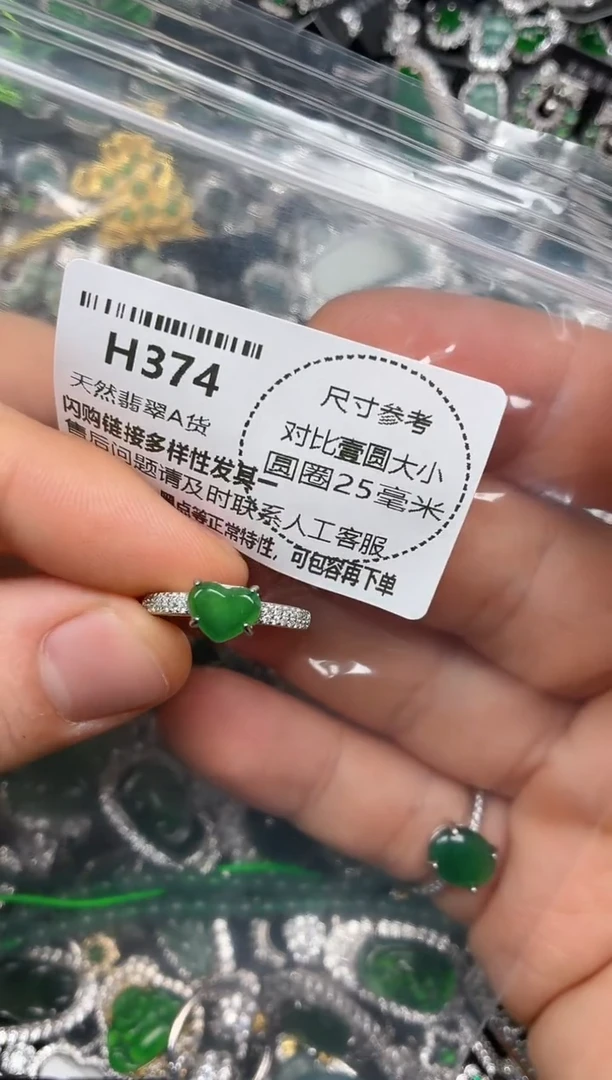 H374
天然翡翠A货
闪购链接多样性发其一
售后问题请及时联系人工客服
点等正常特性，可包容再下单
尺寸参考
对比壹圆大小
圆圈25毫米